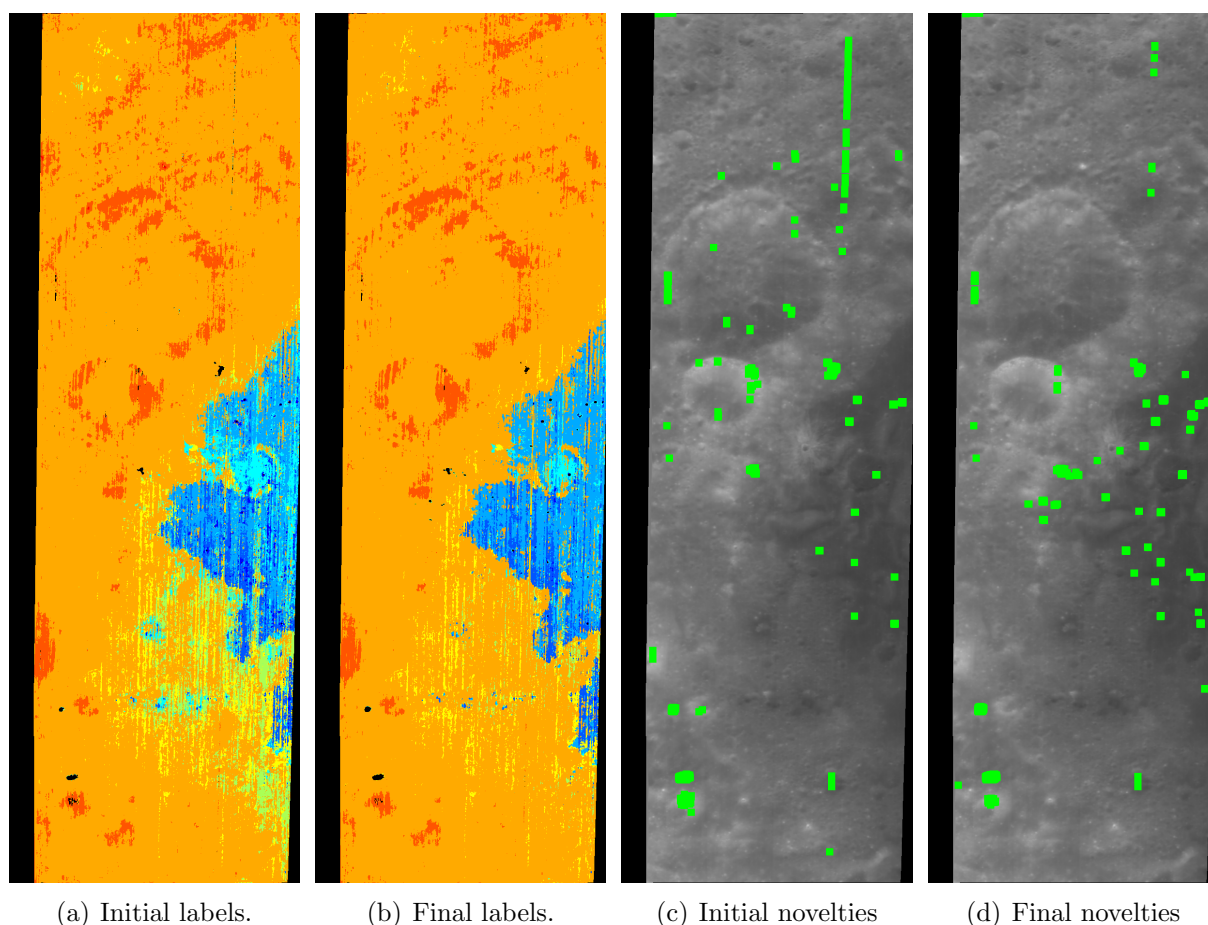 (a) Initial labels.
(b) Final labels.
(c) Initial novelties
(d) Final novelties